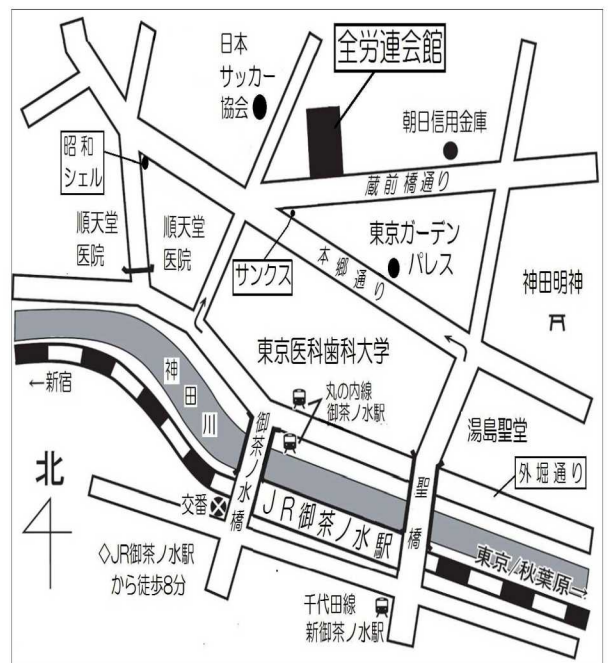 日本
サッカー
協会
全労連会館
朝日信用金庫
昭和
シェル
蔵前橋通り
順天堂
医院
順天堂
医院
サンクス
本郷通り
東京ガーデン
パレス
神田明神
東京医科歯科大学
←新宿
神田川
丸の内線
御茶ノ水駅
御茶ノ水橋
湯島聖堂
外堀通り
北
交番
JR御茶ノ水駅
聖橋
東京/秋葉原→
◇JR御茶ノ水駅
から徒歩8分
千代田線
新御茶ノ水駅